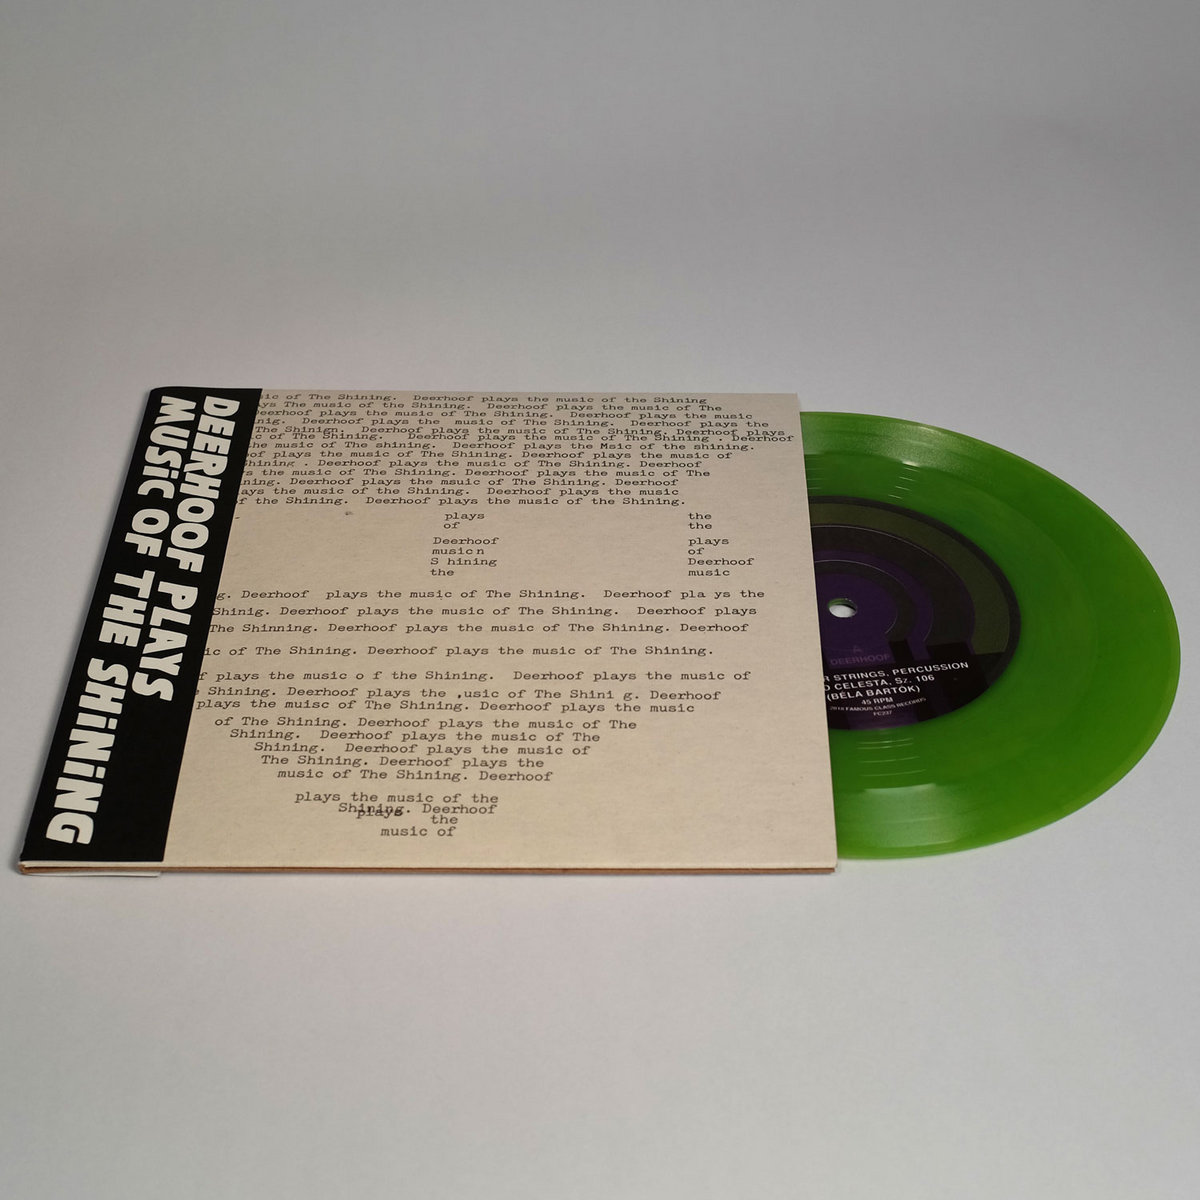 DEERHOOF PLAYS
MUSiC OF THE SHiNiNG
sic of The Shining. Deerhoof plays the music of the Shining
ys The music of the Shining. Deerhoof plays the music of The
Deerhoof plays the music of The Shining. Deerhoof plays the music
nig. Deerhoof plays the music of The Shining. Deerhoof plays the
The Shinign. Deerhoof plays the music of The Shining. Deerhoof plays
ic of The Shining. Deerhoof plays the music of The Shining . Deerhoof
he music of The shining. Deerhoof plays the Msic of the shining.
of plays the music of The Shining. Deerhoof plays the music of
Shining . Deerhoof plays the music of The Shining. Deerhoof
s the music of The Shining. Deerhoof plays the music of The
ning. Deerhoof plays the msuic of The Shining. Deerhoof
ays the music of the Shining. Deerhoof plays the music
f the Shining. Deerhoof plays the music of the Shining.
plays the
of the
Deerhoof plays
music n of
S hining Deerhoof
the music
g. Deerhoof plays the music of The Shining. Deerhoof pla ys the
Shinig. Deerhoof plays the music of The Shining. Deerhoof plays
The Shinning. Deerhoof plays the music of The Shining. Deerhoof
ic of The Shining. Deerhoof plays the music of The Shining.
f plays the music o f the Shining. Deerhoof plays the music of
e Shining. Deerhoof plays the ,usic of The Shini g. Deerhoof
plays the muisc of The Shining. Deerhoof plays the music
of The Shining. Deerhoof plays the music of The
Shining. Deerhoof plays the music of The
Shining. Deerhoof plays the music of
The Shining. Deerhoof plays the
music of The Shining. Deerhoof
plays the music of the
Shining. Deerhoof
plays the
music of
A
DEERHOOF
R STRINGS, PERCUSSION
D CELESTA, Sz. 106
(BÉLA BARTÓK)
45 RPM
2018 FAMOUS CLASS RECORDS
FC237